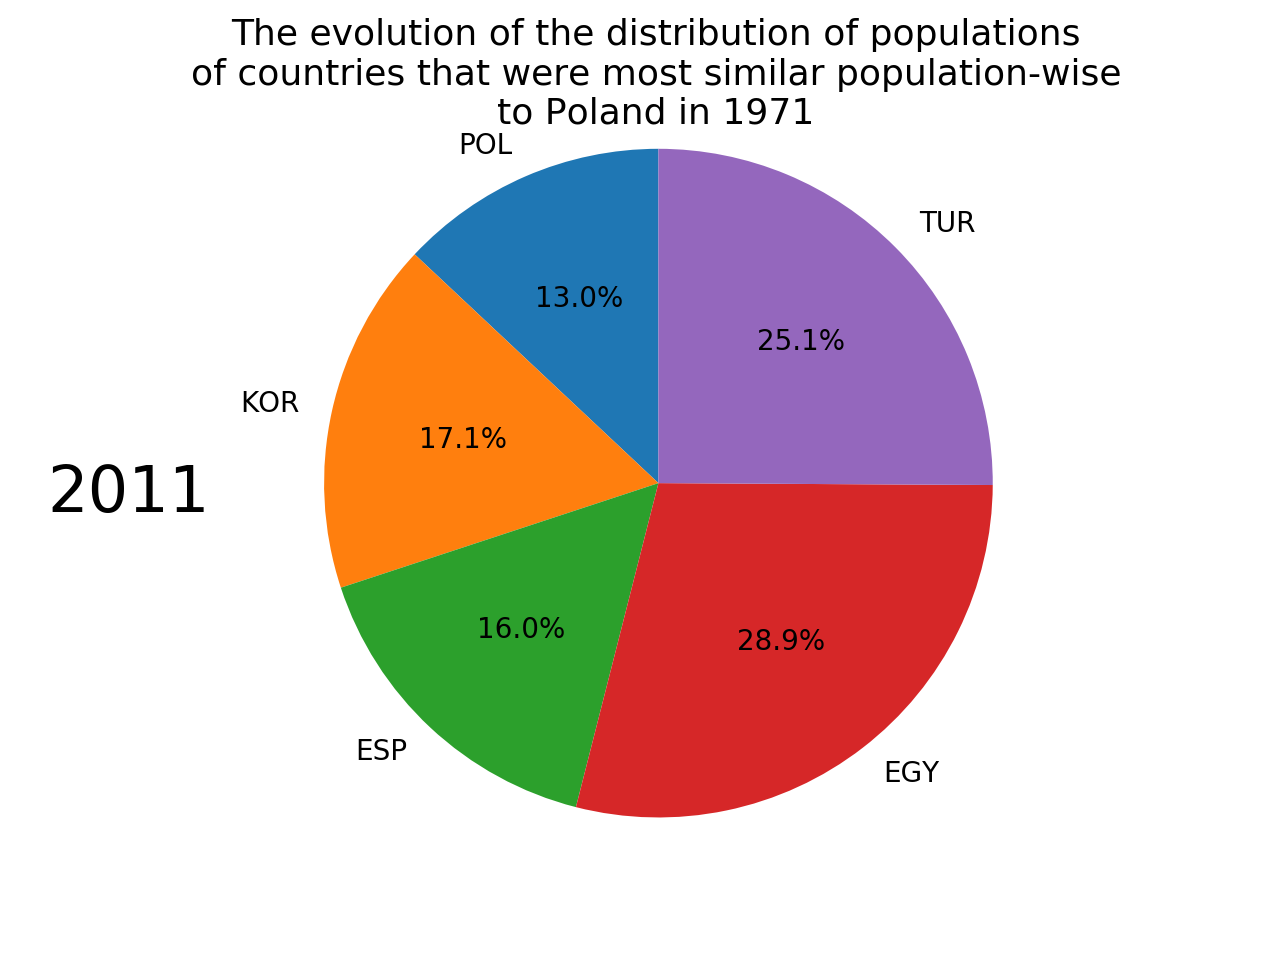 The evolution of the distribution of populations
of countries that were most similar population-wise
to Poland in 1971
POL
TUR
13.0%
25.1%
KOR
17.1%
2011
16.0%
28.9%
ESP
EGY